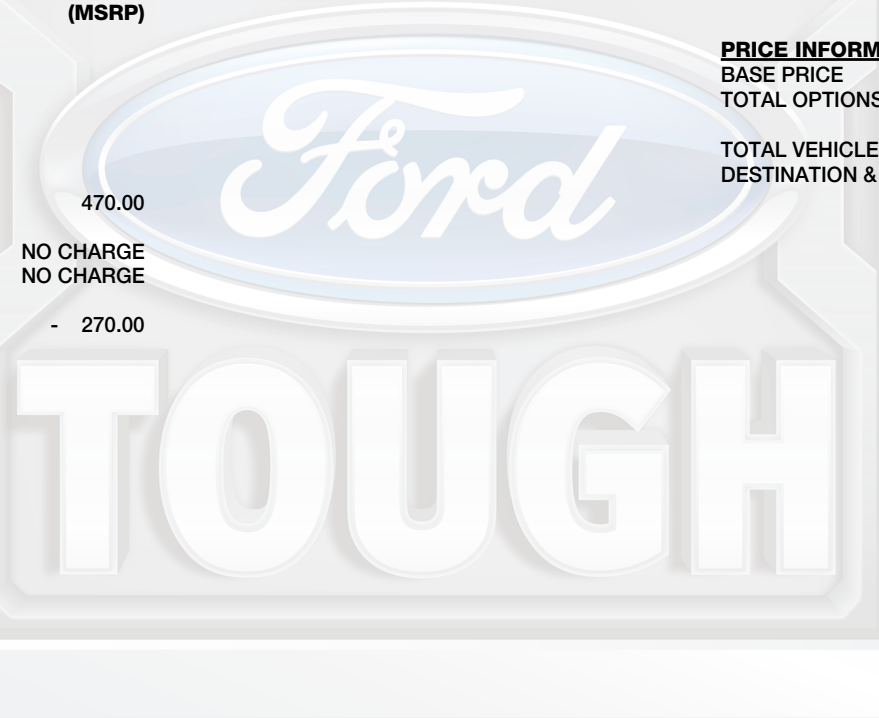 (MSRP)
470.00
NO CHARGE
NO CHARGE
- 270.00
PRICE INFORM
BASE PRICE
TOTAL OPTIONS
TOTAL VEHICLE
DESTINATION &
Ford
TOUGH